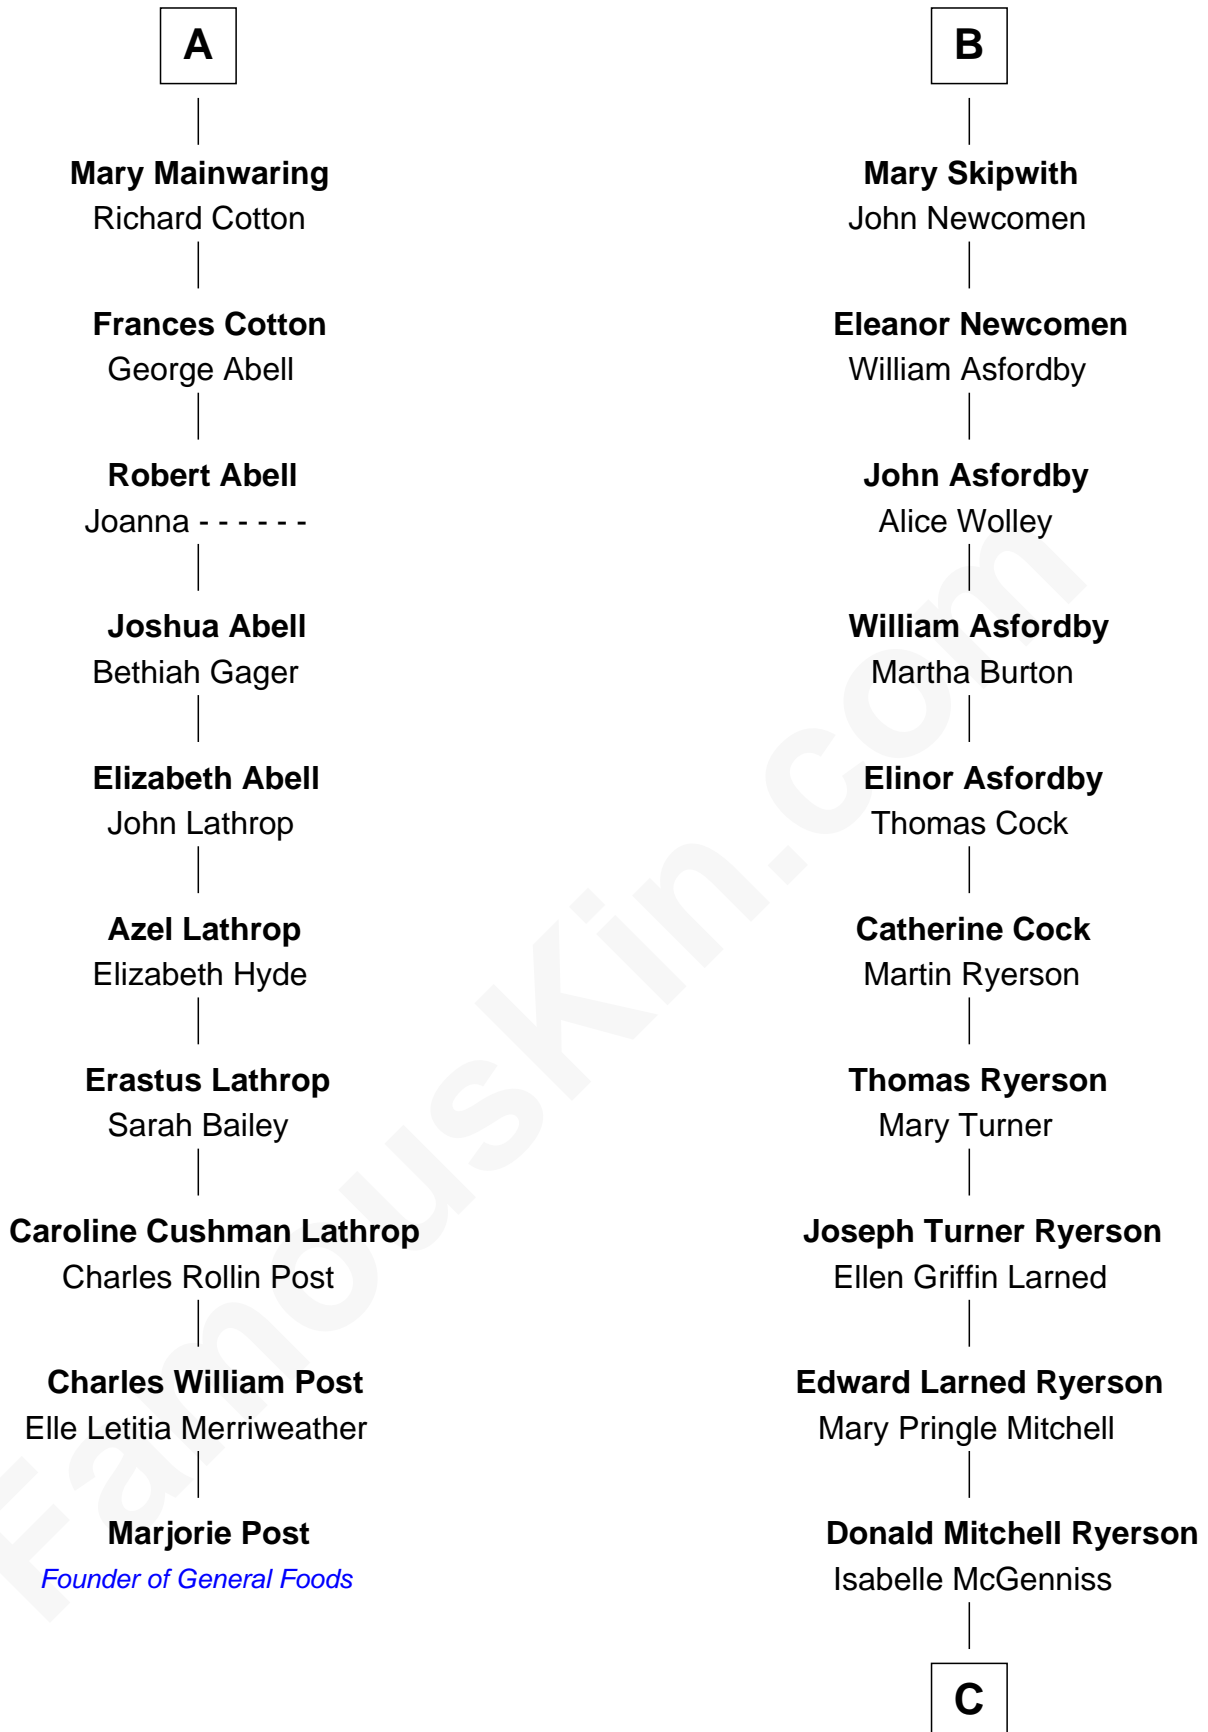 A
Mary Mainwaring
Richard Cotton
Frances Cotton
George Abell
Robert Abell
Joanna - - - - - -
Joshua Abell
Bethiah Gager
Elizabeth Abell
John Lathrop
Azel Lathrop
Elizabeth Hyde
Erastus Lathrop
Sarah Bailey
Caroline Cushman Lathrop
Charles Rollin Post
Charles William Post
Elle Letitia Merriweather
Marjorie Post
Founder of General Foods
B
Mary Skipwith
John Newcomen
Eleanor Newcomen
William Asfordby
John Asfordby
Alice Wolley
William Asfordby
Martha Burton
Elinor Asfordby
Thomas Cock
Catherine Cock
Martin Ryerson
Thomas Ryerson
Mary Turner
Joseph Turner Ryerson
Ellen Griffin Larned
Edward Larned Ryerson
Mary Pringle Mitchell
Donald Mitchell Ryerson
Isabelle McGenniss
C
FamousKin.com